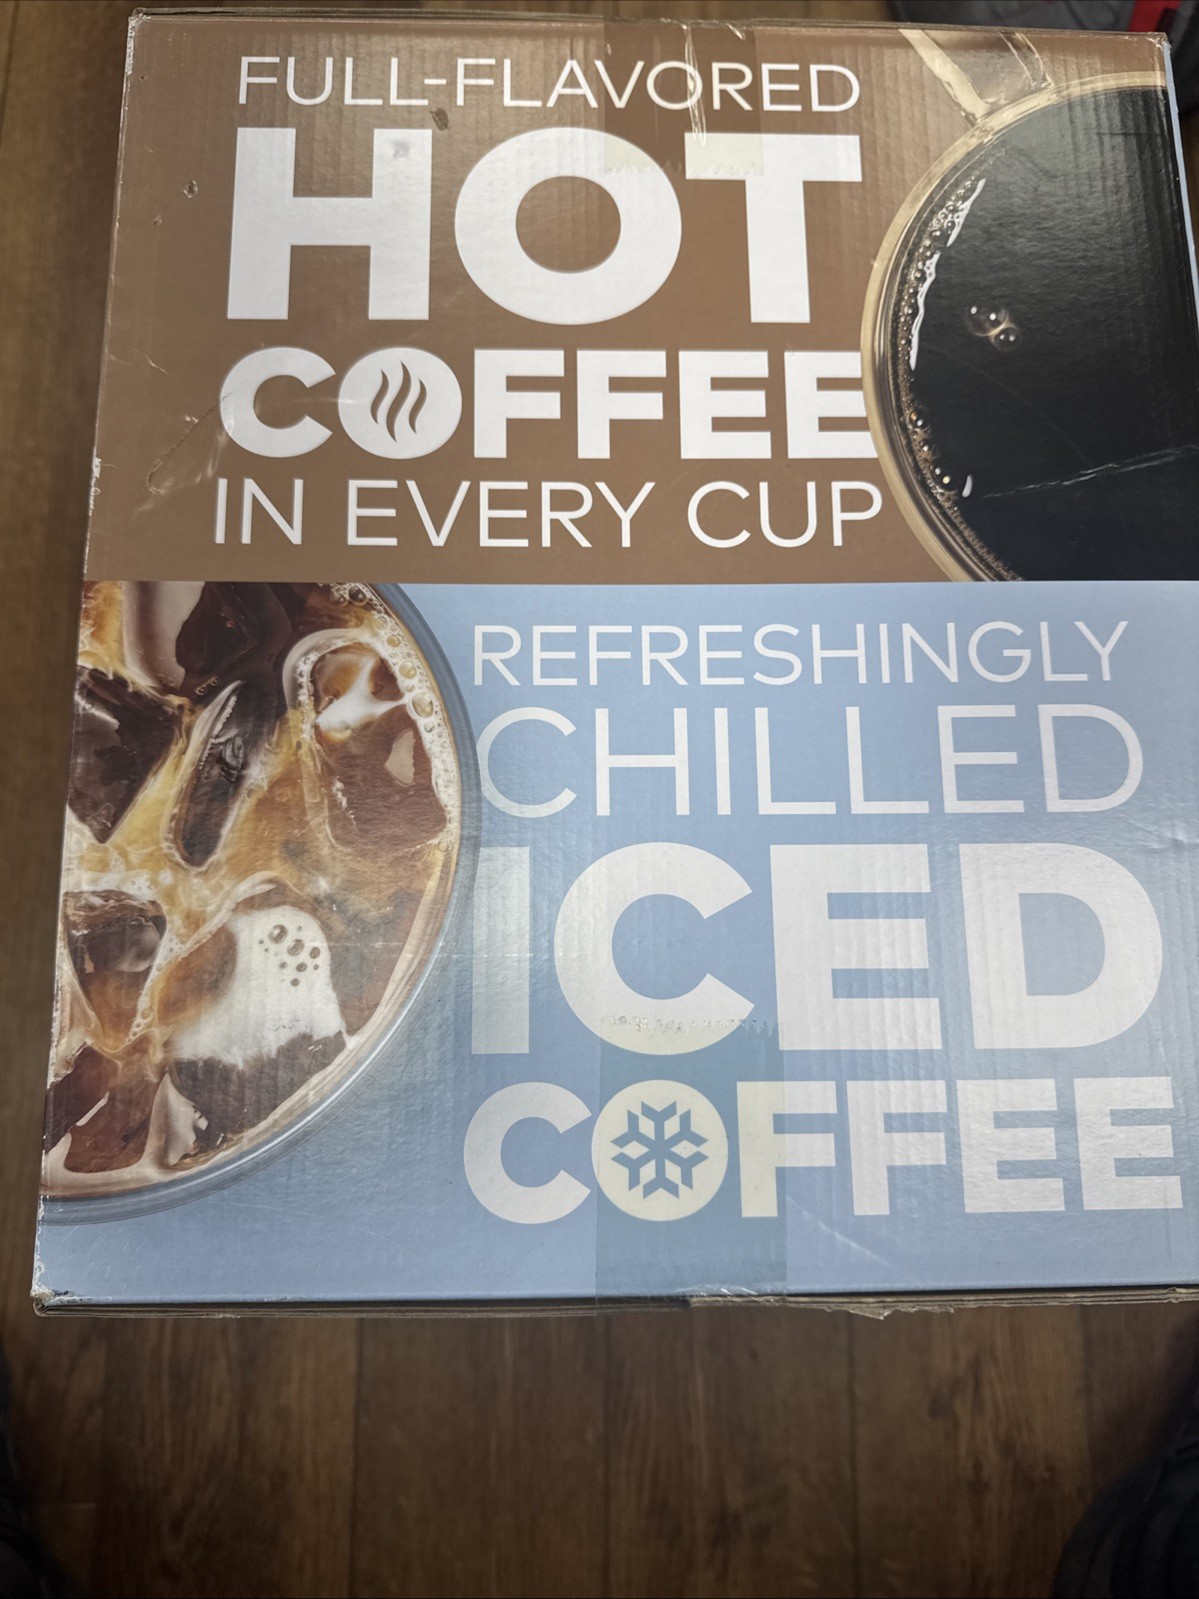 FULL-FLAVORED
HOT
COFFEE
IN EVERY CUP
REFRESHINGLY
CHILLED
ICED
COFFEE